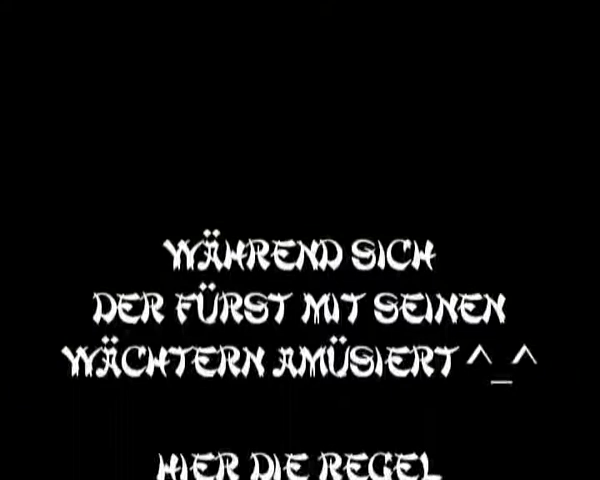 WÄHREND SICH
DER FÜRST MIT SEINEN
WÄCHTERN AMÜSIERT ^_^
HIER DIE REGEL